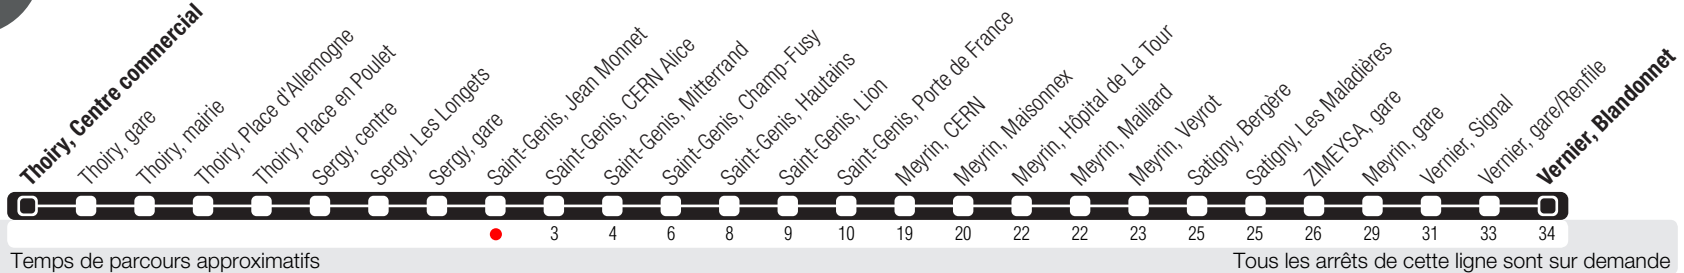 Thoiry, Centre commercial
Thoiry, gare
Thoiry, mairie
Thoiry, Place d'Allemogne
Thoiry, Place en Poulet
Sergy, centre
Sergy, Les Longets
Sergy, gare
Saint-Genis, Jean Monnet
Saint-Genis, CERN Alice
Saint-Genis, Mitterrand
Saint-Genis, Champ-Fusy
Saint-Genis, Hautains
Saint-Genis, Lion
Saint-Genis, Porte de France
Meyrin, CERN
Meyrin, Maisonnex
Meyrin, Hôpital de La Tour
Meyrin, Maillard
Meyrin, Veyrot
Satigny, Bergère
Satigny, Les Maladières
ZIMEYSA, gare
Meyrin, gare
Vernier, Signal
Vernier, gare/Renfile
Vernier, Blandonnet
3 4 6 8 9 10 19 20 22 22 23 25 25 26 29 31 33 34
Temps de parcours approximatifs
Tous les arrêts de cette ligne sont sur demande